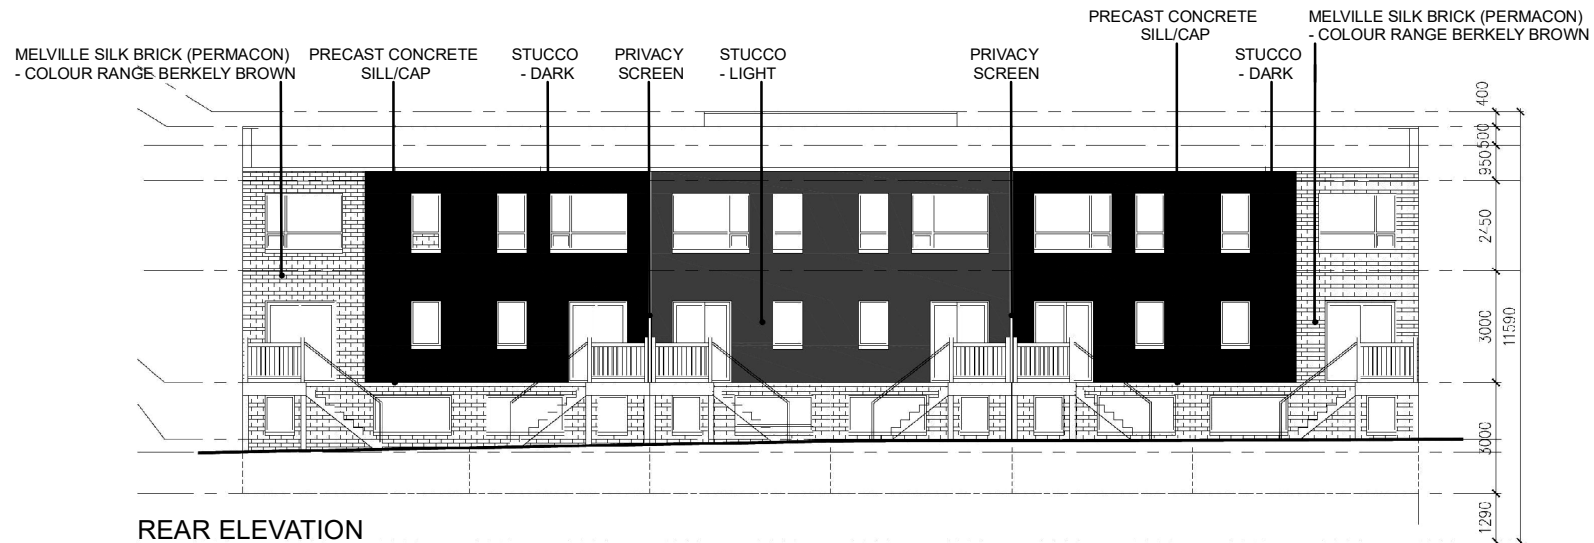 PRECAST CONCRETE
SILL/CAP
MELVILLE SILK BRICK (PERMACON)
- COLOUR RANGE BERKELY BROWN
MELVILLE SILK BRICK (PERMACON)
- COLOUR RANGE BERKELY BROWN
PRECAST CONCRETE
SILL/CAP
STUCCO
- DARK
PRIVACY
SCREEN
STUCCO
- LIGHT
PRIVACY
SCREEN
STUCCO
- DARK
400
500
950
2450
3000
11590
3000
1290
REAR ELEVATION